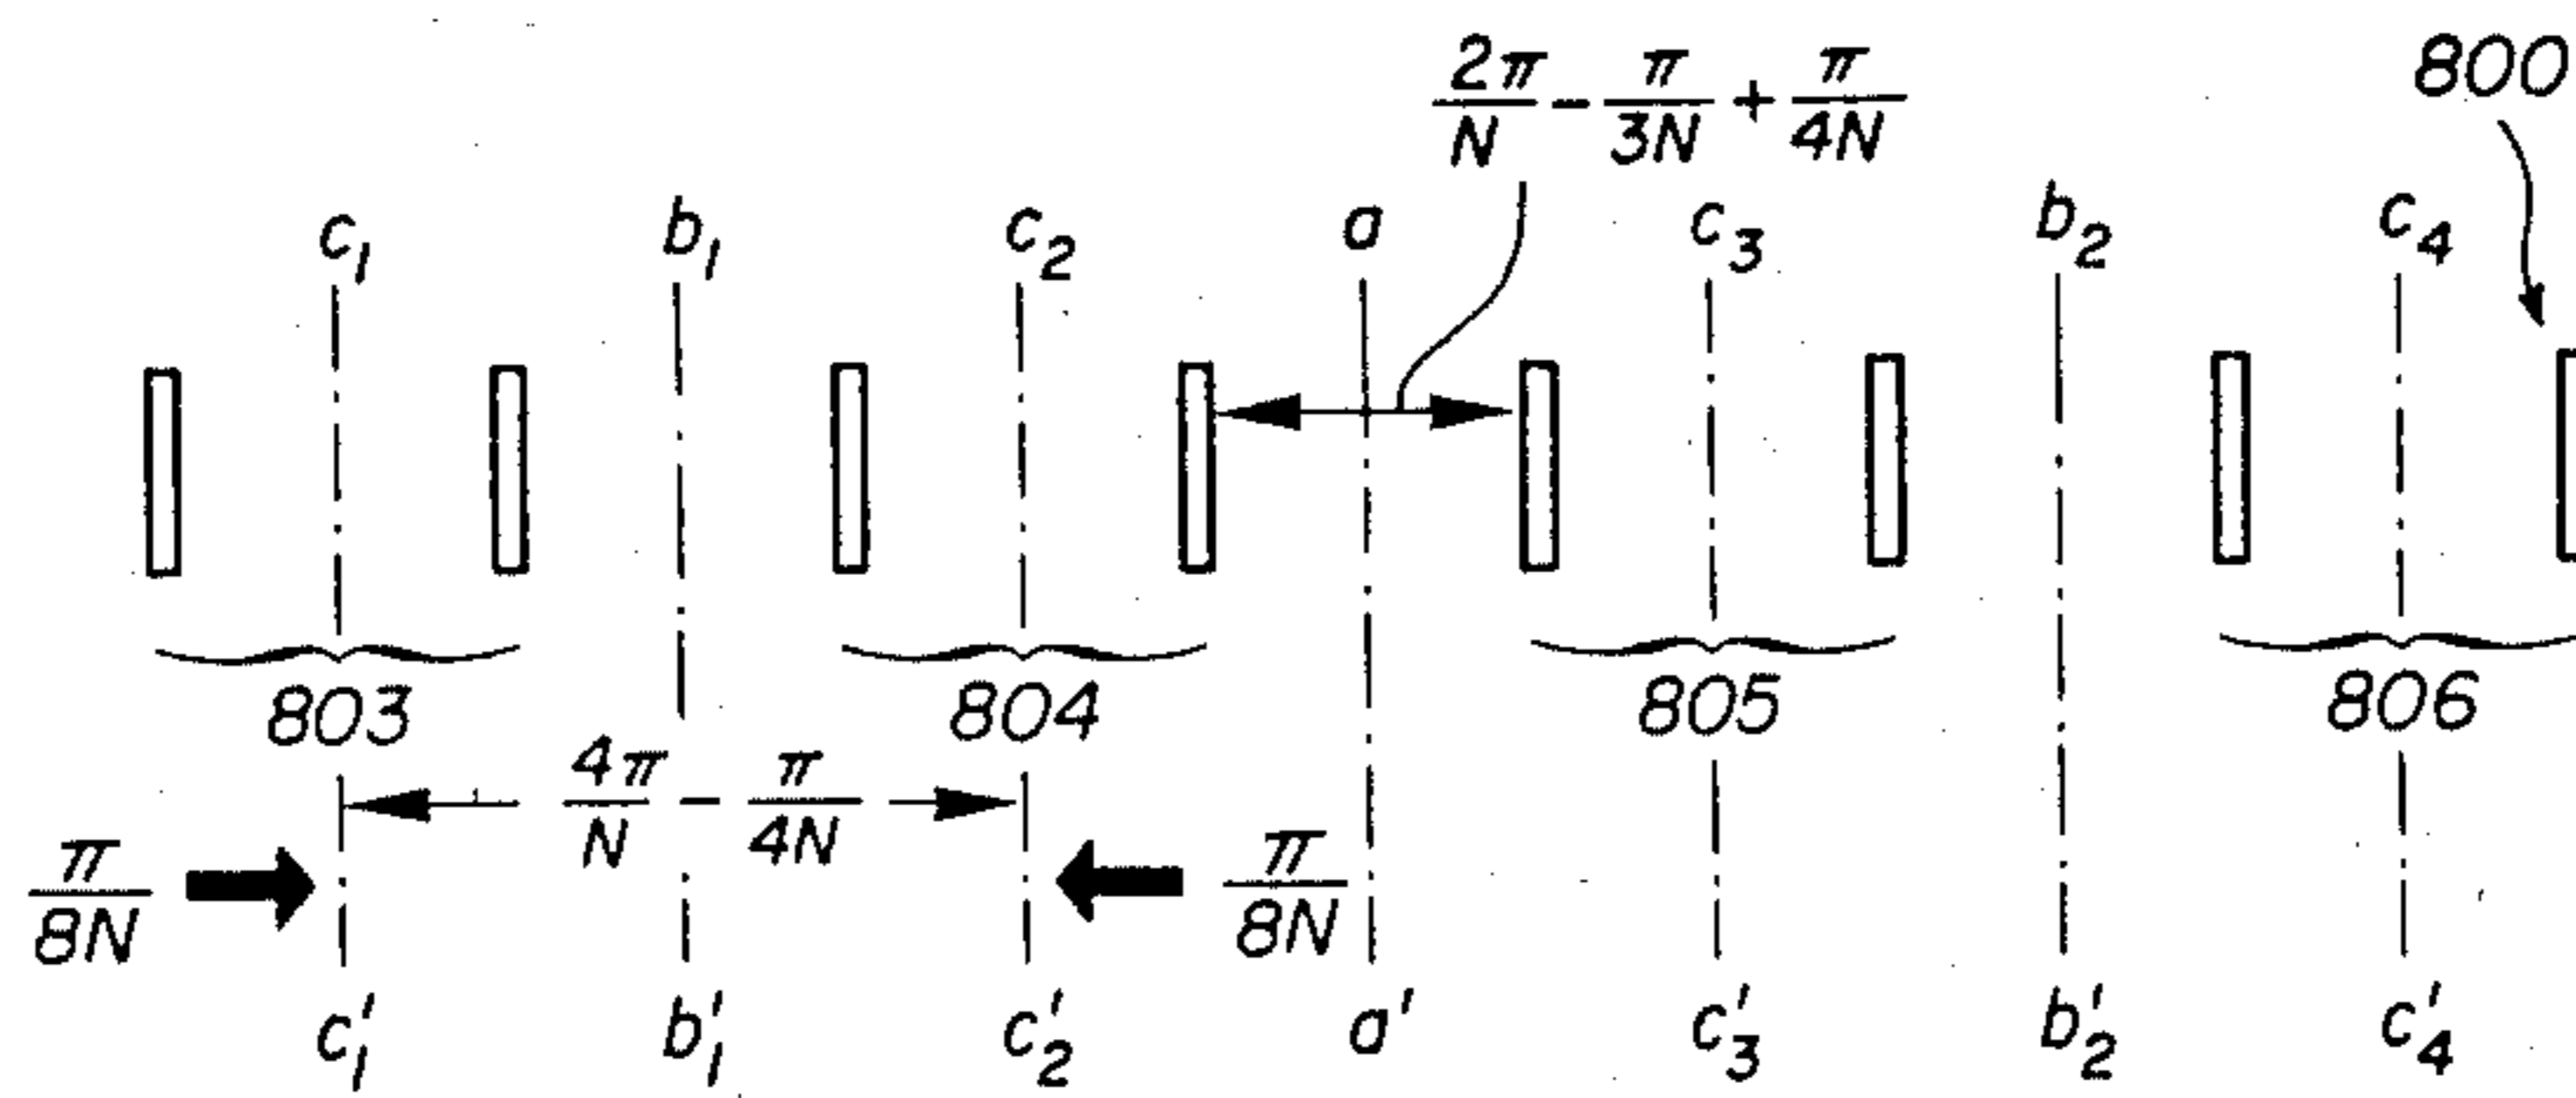 2π/N - π/3N + π/4N
800
c₁ b₁ c₂ a c₃ b₂ c₄
803 804 805 806
4π/N - π/4N
π/8N π/8N
c₁' b₁' c₂' a' c₃' b₂' c₄'